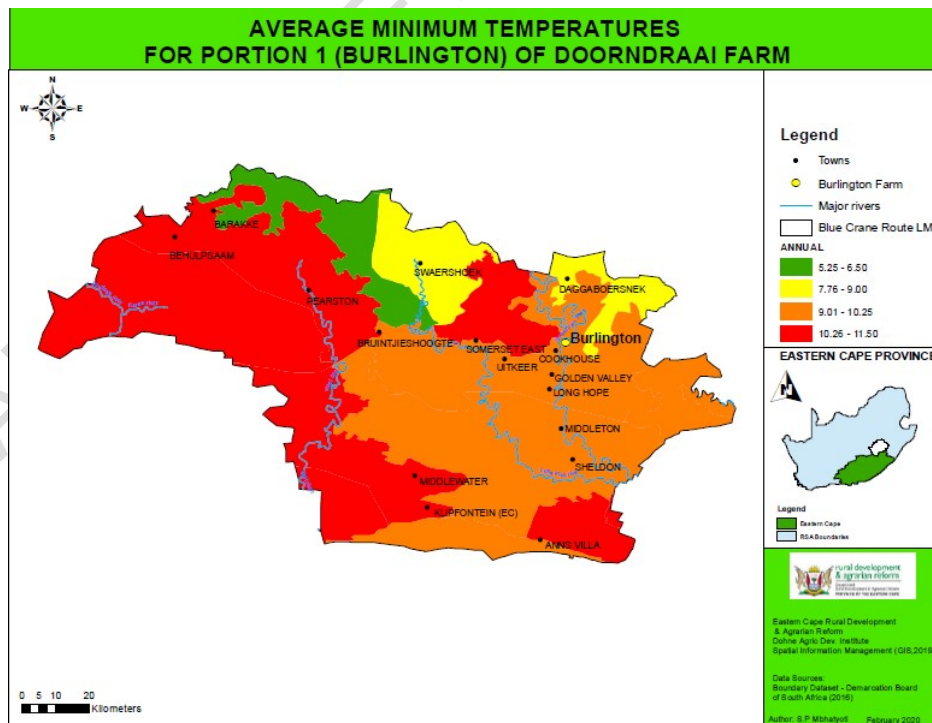 AVERAGE MINIMUM TEMPERATURES
FOR PORTION 1 (BURLINGTON) OF DOORNDRAAI FARM
N
W
E
S
BARAKKE
BEHULPSAAM
SWAERSHOEK
DAGGABOERSNEK
PEARSTON
BRUINTJIESHOOGTE
SOMERSET EAST
Burlington
COOKHOUSE
UITKEER
GOLDEN VALLEY
LONG HOPE
MIDDLETON
SHELDON
MIDDLEWATER
KLIPFONTEIN (EC)
ANNS VILLA
0 5 10 20
Kilometers
Legend
Towns
Burlington Farm
Major rivers
Blue Crane Route LM
ANNUAL
5.25 - 6.50
7.76 - 9.00
9.01 - 10.25
10.26 - 11.50
EASTERN CAPE PROVINCE
N
Legend
Eastern Cape
RSA Boundaries
rural development
& agrarian reform
Eastern Cape Rural Development
& Agrarian Reform
Dohne Agric Dev. Institute
Spatial Information Management (GIS,2019
Data Sources:
Boundary Dataset - Demarcation Board
of South Africa (2016)
Author: S.P Mbhatyoti February 2020